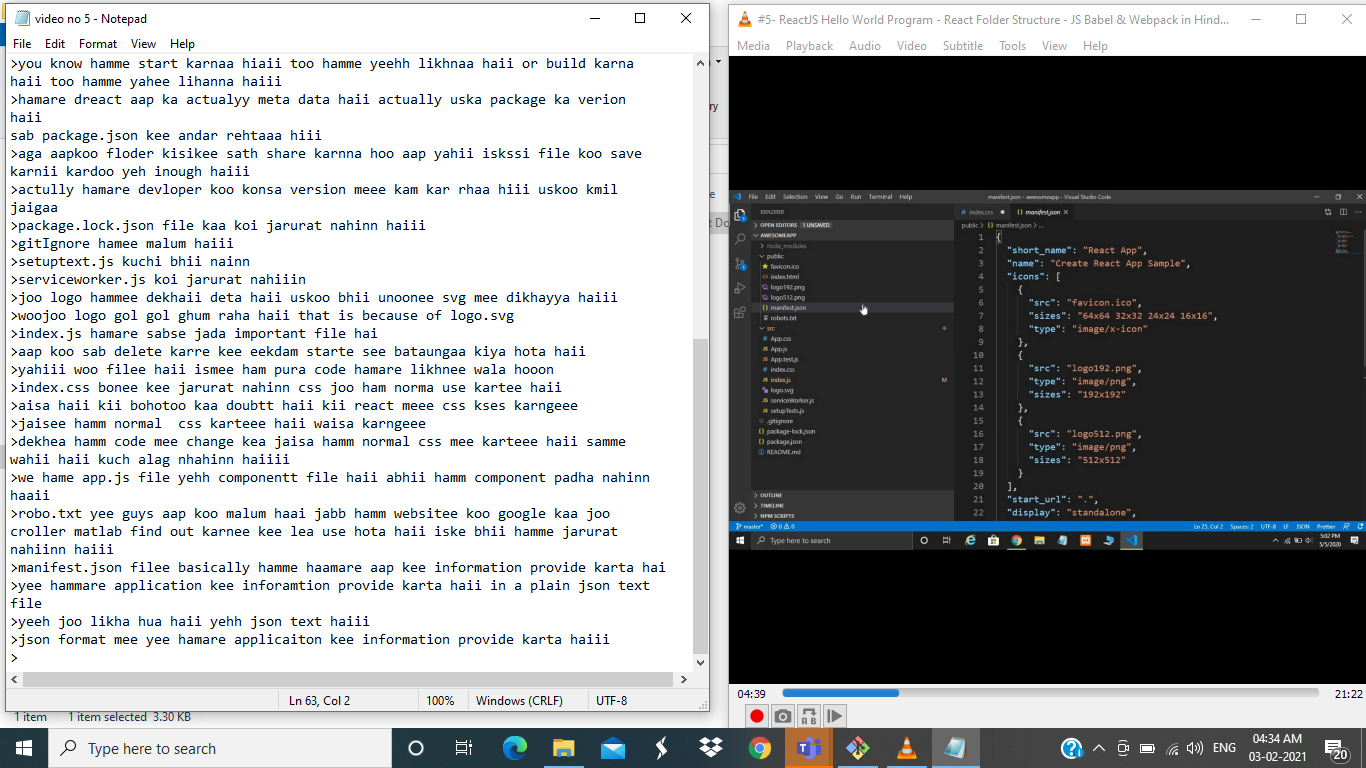 video no 5 - Notepad
File Edit Format View Help
>you know hamme start karnaa hiaii too hamme yeehh likhnaa haii or build karna
haii too hamme yahee lihanna haiii
>hamare dreact aap ka actualyy meta data haii actually uska package ka verion
haii
sab package.json kee andar rehtaaa hiii
>aga aapkoo floder kisikee sath share karnna hoo aap yahii iskssi file koo save
karnii kardoo yeh inough haiii
>actully hamare devloper koo konsa version meee kam kar rhaa hiii uskoo kmil
jaigaa
>package.lock.json file kaa koi jarurat nahinn haiii
>gitIgnore hamee malum haiii
>setuptext.js kuchi bhii nainn
>serviceworker.js koi jarurat nahiiin
>joo logo hammee dekhaii deta haii uskoo bhii unoonee svg mee dikhayya haiii
>woojoo logo gol gol ghum raha haii that is because of logo.svg
>index.js hamare sabse jada important file hai
>aap koo sab delete karre kee eekdam starte see bataungaa kiya hota haii
>yahiii woo filee haii ismee ham pura code hamare likhnee wala hooon
>index.css bonee kee jarurat nahinn css joo ham norma use kartee haii
>aisa haii kii bohotoo kaa doubtt haii kii react meee css kses karngeee
>jaisee hamm normal  css karteee haii waisa karngeee
>dekhea hamm code mee change kea jaisa hamm normal css mee karteee haii samme
wahii haii kuch alag nhahinn haiiii
>we hame app.js file yehh componentt file haii abhii hamm component padha nahinn
haaii
>robo.txt yee guys aap koo malum haai jabb hamm websitee koo google kaa joo
croller matlab find out karnee kee lea use hota haii iske bhii hamme jarurat
nahiinn haiii
>manifest.json filee basically hamme haamare aap kee information provide karta hai
>yee hammare application kee inforamtion provide karta haii in a plain json text
file
>yeeh joo likha hua haii yehh json text haiii
>json format mee yee hamare applicaiton kee information provide karta haiii
>
Ln 63, Col 2 100% Windows (CRLF) UTF-8
1 item 1 item selected 3.30 KB
ry
e
t Do
#5- ReactJS Hello World Program - React Folder Structure - JS Babel & Webpack in Hind...
Media Playback Audio Video Subtitle Tools View Help
File Edit Selection View Go Run Terminal Help manifest.json - awesomeapp - Visual Studio Code
EXPLORER
OPEN EDITORS 1 UNSAVED
AWESOMEAPP
node_modules
public
favicon.ico
index.html
logo192.png
logo512.png
manifest.json
robots.txt
src
App.css
App.js
App.test.js
index.css
index.js M
logo.svg
serviceWorker.js
setupTests.js
.gitignore
package-lock.json
package.json
README.md
OUTLINE
TIMELINE
NPM SCRIPTS
index.css manifest.json
public > manifest.json > ...
1 {
2 "short_name": "React App",
3 "name": "Create React App Sample",
4 "icons": [
5 {
6 "src": "favicon.ico",
7 "sizes": "64x64 32x32 24x24 16x16",
8 "type": "image/x-icon"
9 },
10 {
11 "src": "logo192.png",
12 "type": "image/png",
13 "sizes": "192x192"
14 },
15 {
16 "src": "logo512.png",
17 "type": "image/png",
18 "sizes": "512x512"
19 }
20 ],
21 "start_url": ".",
22 "display": "standalone",
master* 0 0 Ln 25, Col 2 Spaces: 2 UTF-8 LF JSON Prettier
Type here to search 5:02 PM
5/5/2020
04:39 21:22
Type here to search
ENG
04:34 AM
03-02-2021
20